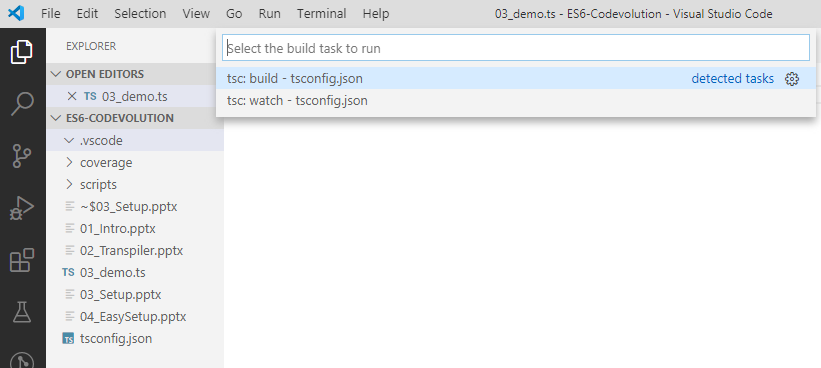 File Edit Selection View Go Debug Terminal Help 03_demo.ts - ES6-Codevolution - Visual Studio Code
EXPLORER
Select the build task to run
OPEN EDITORS
tsc: build - tsconfig.json detected tasks
TS 03_demo.ts
tsc: watch - tsconfig.json
ES6-CODEVOLUTION
.vscode
coverage
scripts
~$03_Setup.pptx
01_Intro.pptx
02_Transpiler.pptx
TS 03_demo.ts
03_Setup.pptx
04_EasySetup.pptx
TS tsconfig.json